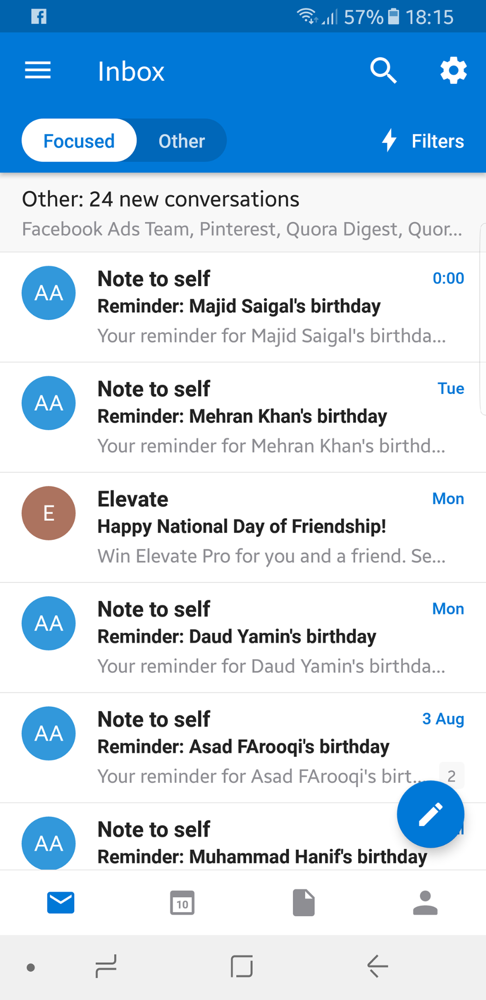 57% 18:15
Inbox
Focused Other Filters
Other: 24 new conversations
Facebook Ads Team, Pinterest, Quora Digest, Quor...
AA Note to self 0:00
Reminder: Majid Saigal's birthday
Your reminder for Majid Saigal's birthda...
AA Note to self Tue
Reminder: Mehran Khan's birthday
Your reminder for Mehran Khan's birthd...
E Elevate Mon
Happy National Day of Friendship!
Win Elevate Pro for you and a friend. Se...
AA Note to self Mon
Reminder: Daud Yamin's birthday
Your reminder for Daud Yamin's birthda...
AA Note to self 3 Aug
Reminder: Asad FArooqi's birthday
Your reminder for Asad FArooqi's birt... 2
AA Note to self
Reminder: Muhammad Hanif's birthday
10